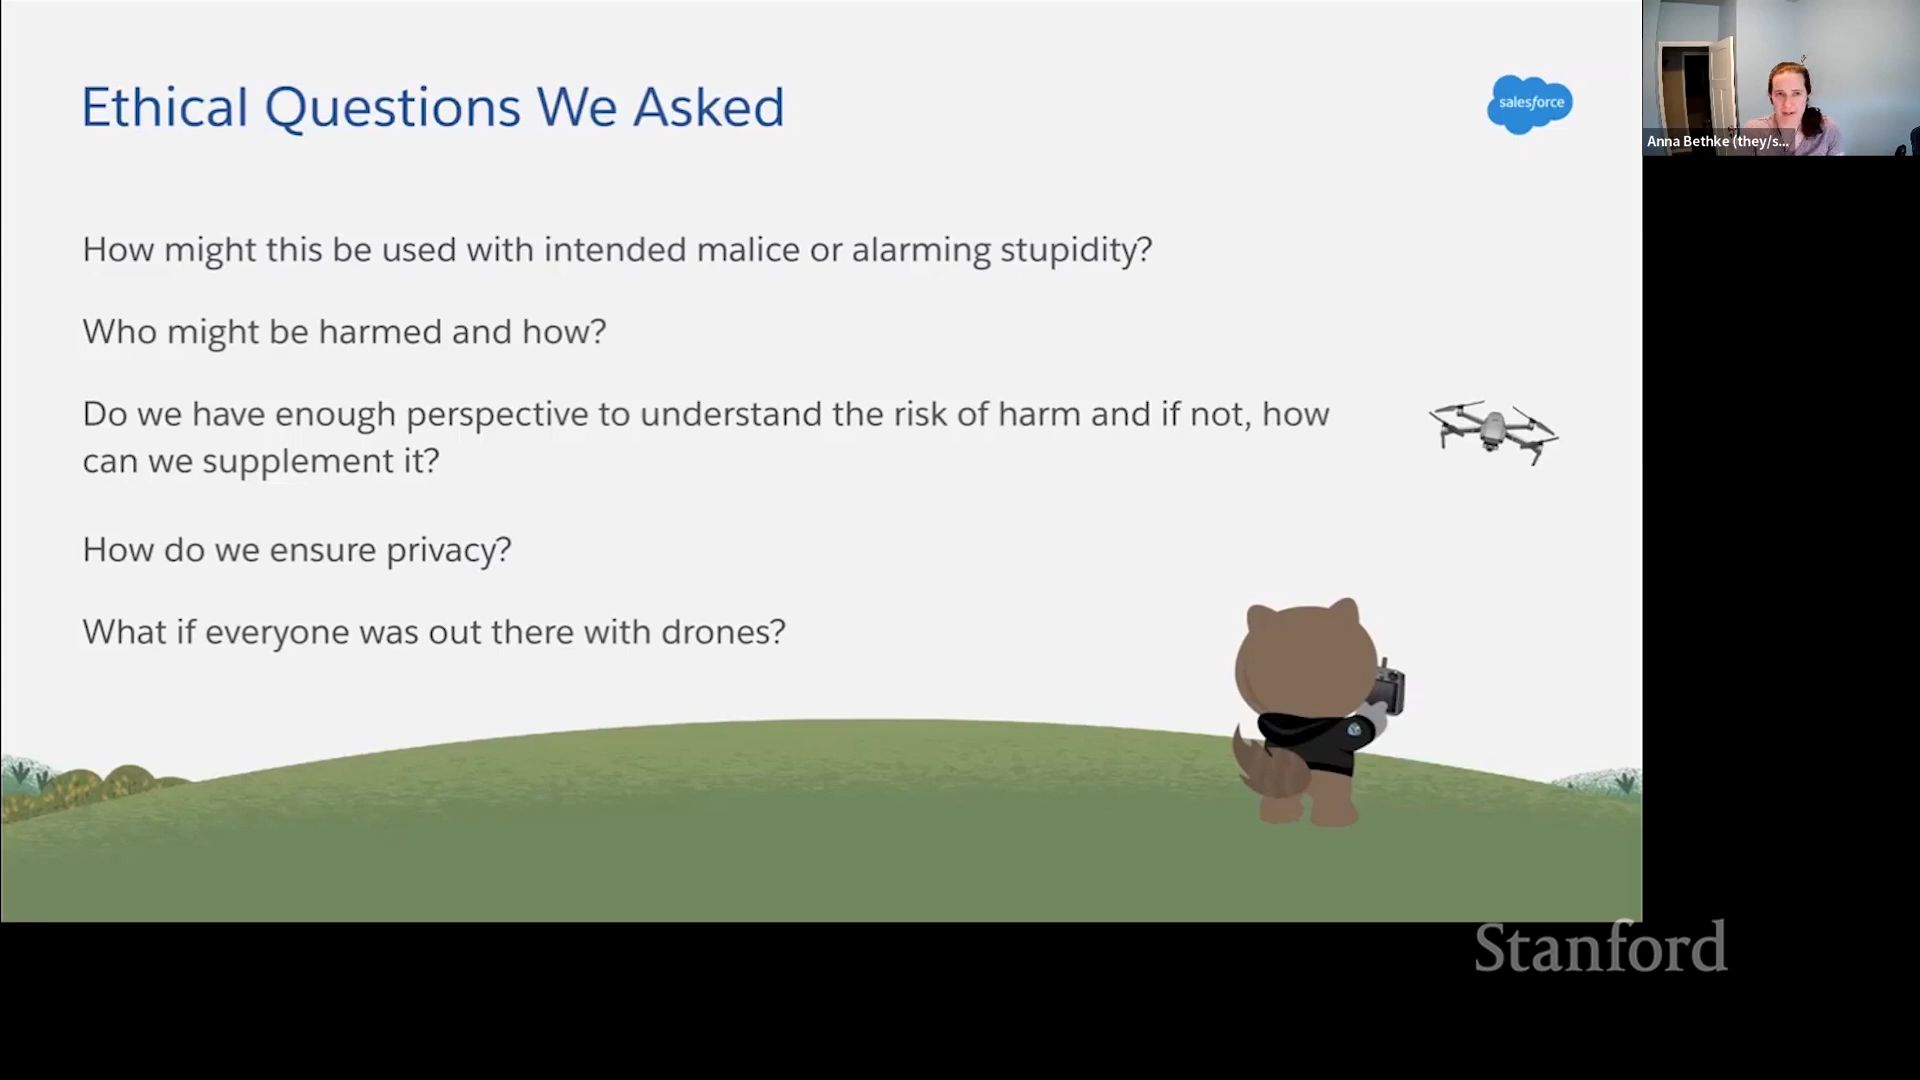 Ethical Questions We Asked
salesforce
Anna Bethke (they/s...
How might this be used with intended malice or alarming stupidity?
Who might be harmed and how?
Do we have enough perspective to understand the risk of harm and if not, how
can we supplement it?
How do we ensure privacy?
What if everyone was out there with drones?
Stanford